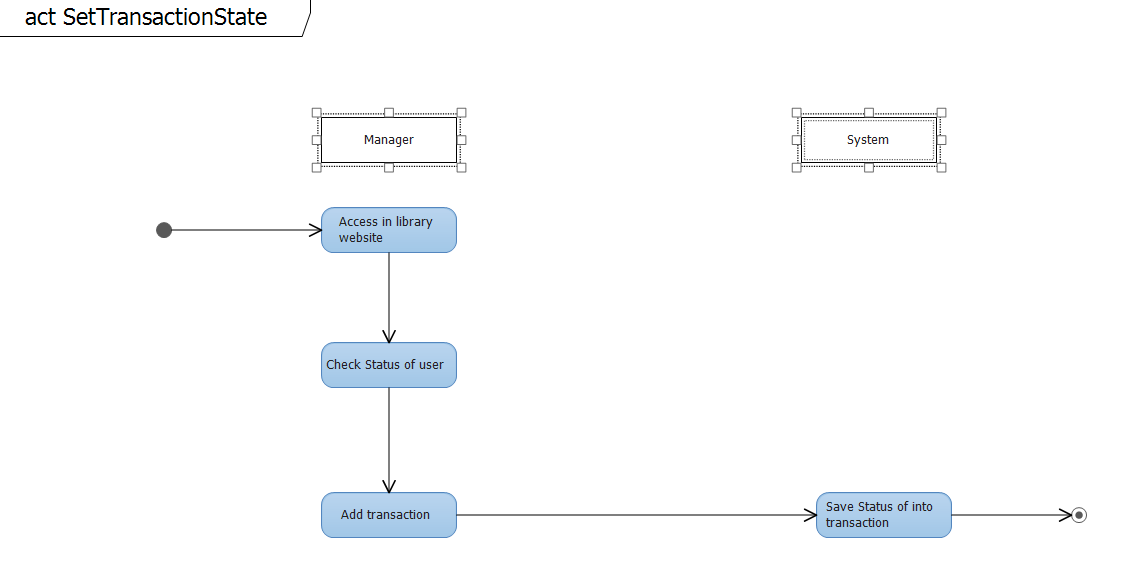 act SetTransactionState
Manager
System
Access in library
website
Check Status of user
Add transaction
Save Status of into
transaction